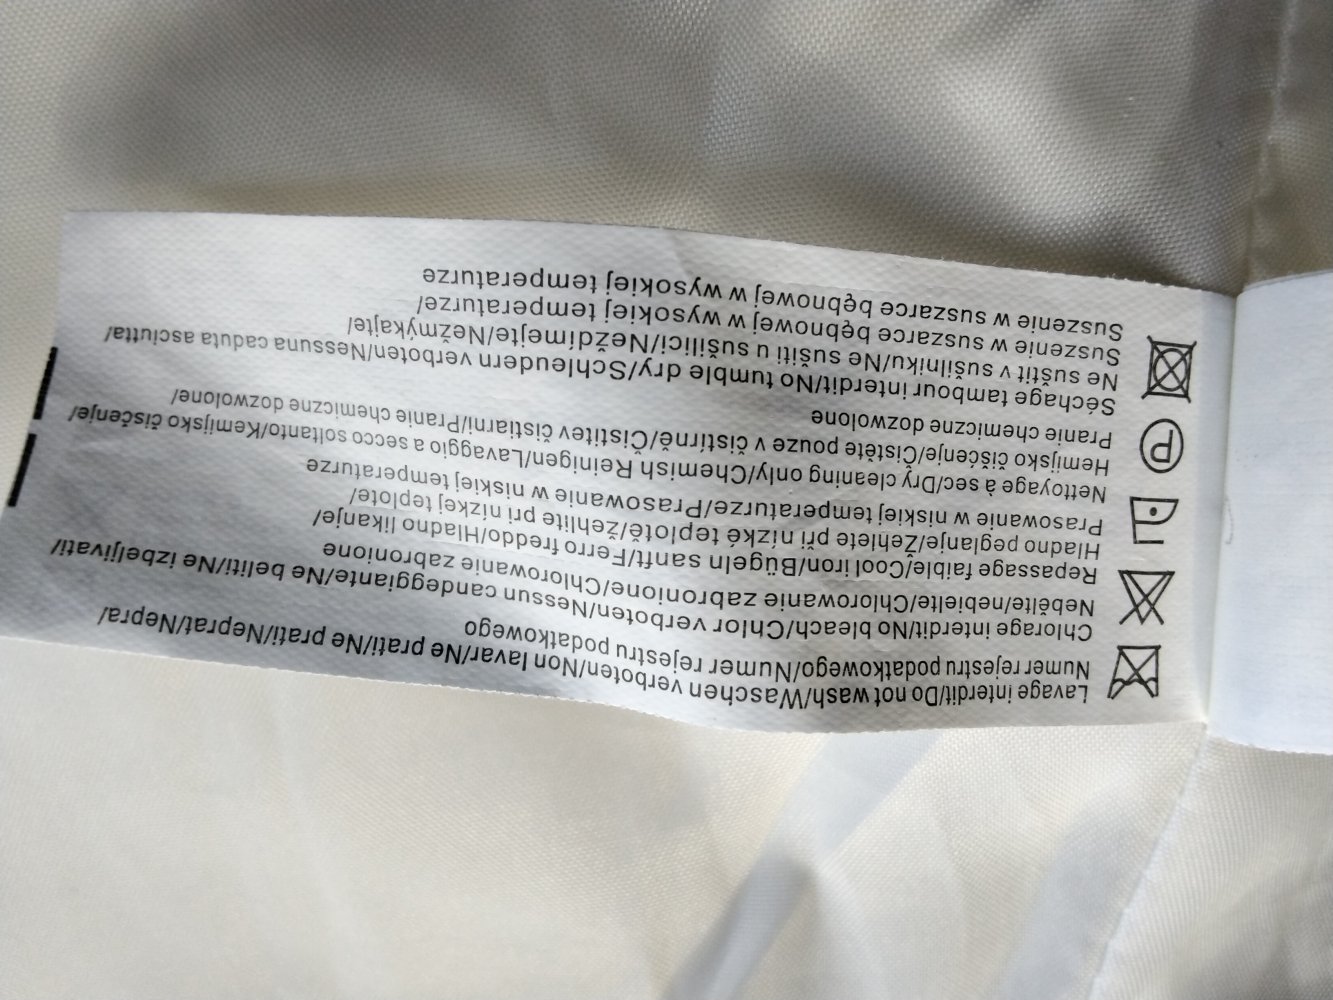 Lavage interdit/Do not wash/Waschen verboten/Non lavar/Ne prati/Ne prati/Neprati/Neprat/Nepra/
Numer rejestru podatkowego/Numer rejestru podatkowego
Chlorage interdit/No bleach/Chlor verboten/Nessun candeggiante/Ne beliti/Ne izbeljivati/
Nebělte/nebielte/Chlorowanie zabronione/Chlorowanie zabronione
Repassage faible/Cool iron/Bügeln sanft/Ferro freddo/Hladno likanje/
Hladno peglanje/Žehlete při nízké teplotě/žehlite pri nízkej teplote/
Prasowanie w niskiej temperaturze/Prasowanie w niskiej temperaturze
Nettoyage à sec/Dry cleaning only/Chemish Reinigen/Lavaggio a secco soltanto/Kemijsko čiščenje/
Hemijsko čišćenje/Čistěte pouze v čistírně/Čistitev čistiarni/Pranie chemiczne dozwolone/
Pranie chemiczne dozwolone
Séchage tambour interdit/No tumble dry/Schleudern verboten/Nessuna caduta asciutta/
Ne sušit v sušilniku/Ne sušiti u sušilici/Neždímejte/Nežmýkajte/
Suszenie w suszarce bębnowej w wysokiej temperaturze/
Suszenie w suszarce bębnowej w wysokiej temperaturze
P